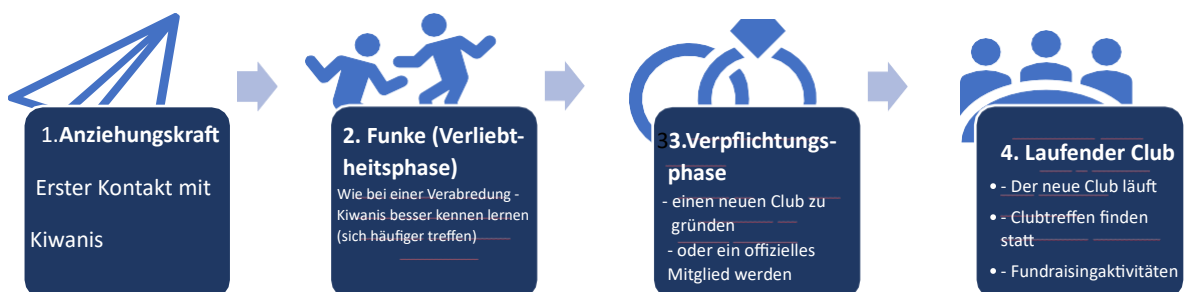 1.Anziehungskraft
Erster Kontakt mit
Kiwanis
2. Funke (Verliebt-
theitsphase)
Wie bei einer Verabredung -
Kiwanis besser kennen lernen
(sich häufiger treffen)
33.Verpflichtungs-
phase
- einen neuen Club zu
gründen
- oder ein offizielles
Mitglied werden
4. Laufender Club
• - Der neue Club läuft
• - Clubtreffen finden
statt
• - Fundraisingaktivitäten